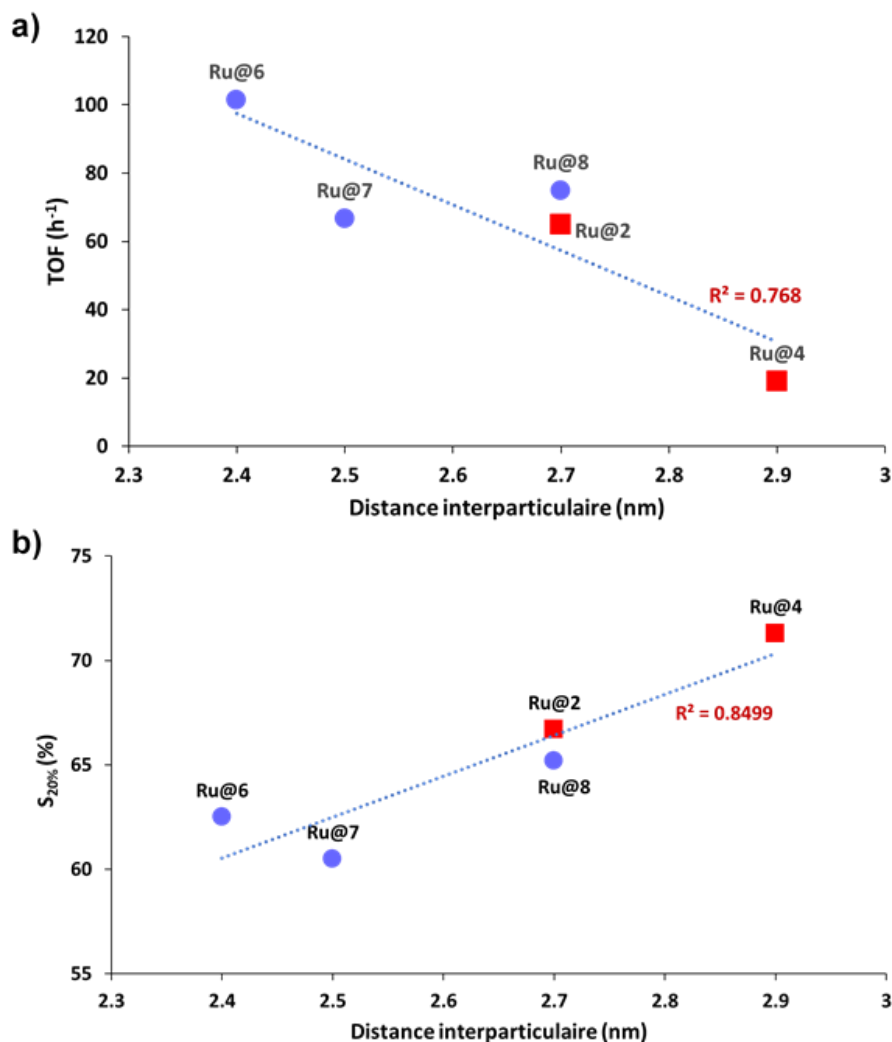 a)
120
100
80
60
40
20
0
TOF (h⁻¹)
Ru@6
Ru@7
Ru@8
Ru@2
R² = 0.768
Ru@4
2.3 2.4 2.5 2.6 2.7 2.8 2.9 3
Distance interparticulaire (nm)
b)
75
70
65
60
55
S₂₀% (%)
Ru@4
Ru@2
R² = 0.8499
Ru@6
Ru@8
Ru@7
2.3 2.4 2.5 2.6 2.7 2.8 2.9 3
Distance interparticulaire (nm)